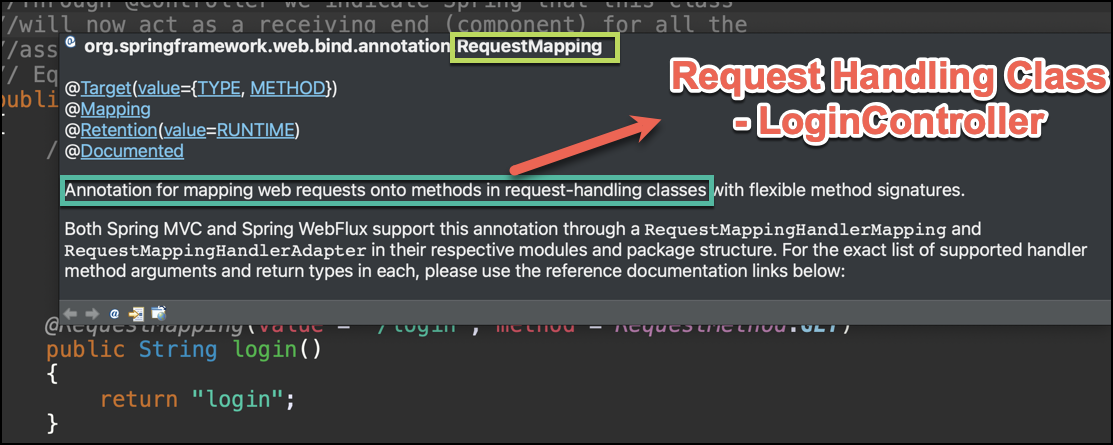 //Through @Controller we indicate Spring that this class
//will now act as a receiving end (component) for all the
//ass
// Eq
public
{
/
org.springframework.web.bind.annotation.RequestMapping
@Target(value={TYPE, METHOD})
@Mapping
@Retention(value=RUNTIME)
@Documented
Annotation for mapping web requests onto methods in request-handling classes with flexible method signatures.
Both Spring MVC and Spring WebFlux support this annotation through a RequestMappingHandlerMapping and
RequestMappingHandlerAdapter in their respective modules and package structure. For the exact list of supported handler
method arguments and return types in each, please use the reference documentation links below:
Request Handling Class
- LoginController
@RequestMapping(value = "/login", method = RequestMethod.GET)
public String login()
{
return "login";
}